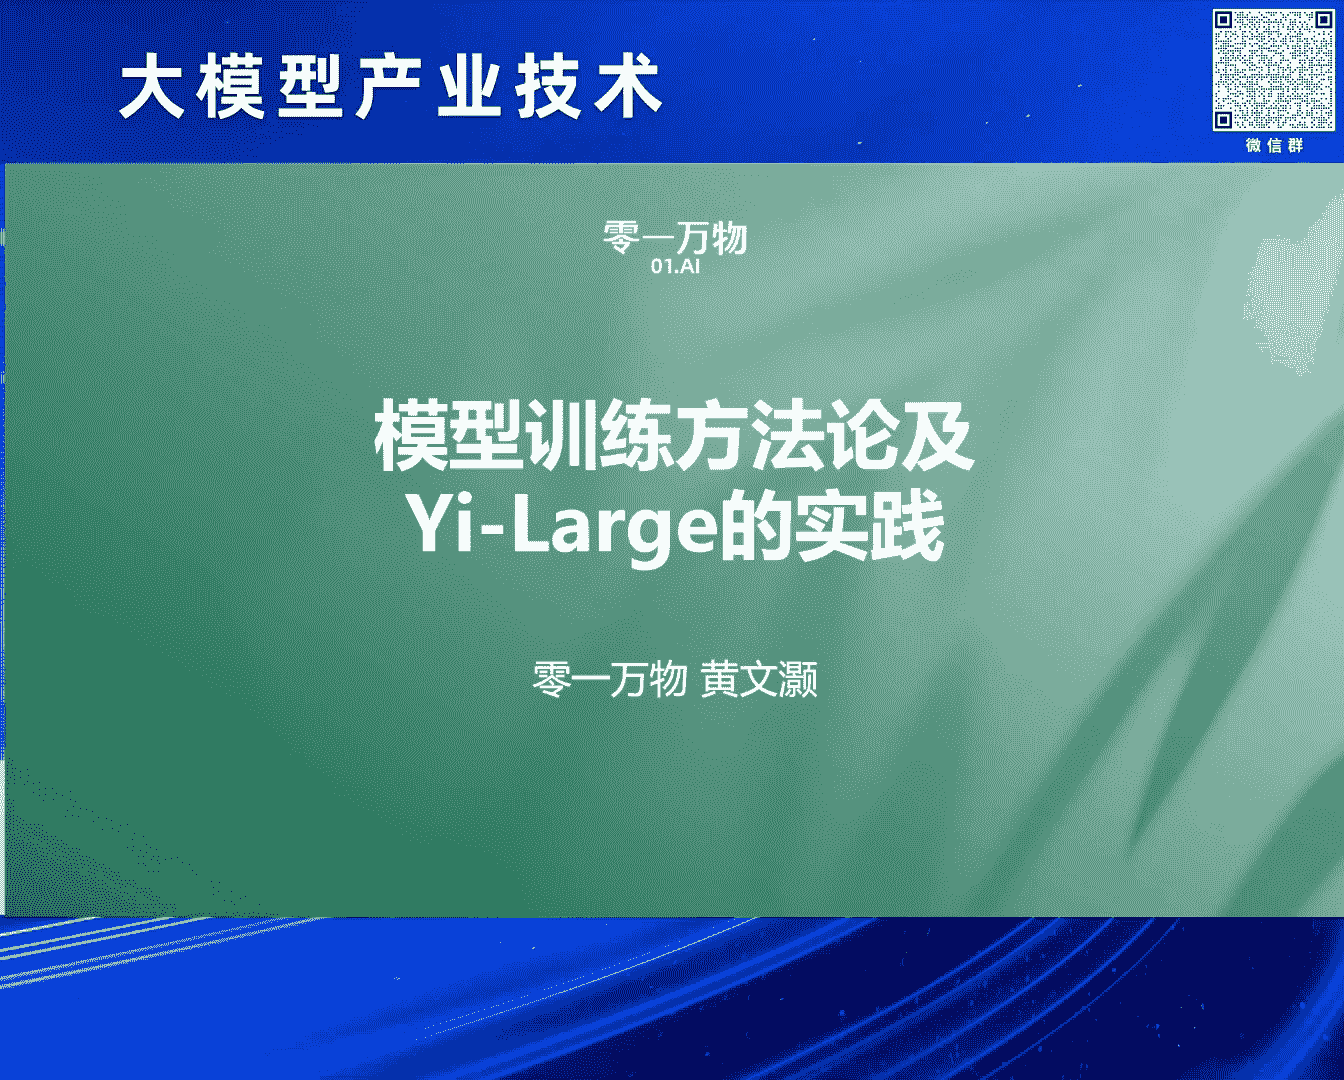 大模型产业技术
微信群
零一万物
01.AI
模型训练方法论及
Yi-Large的实践
零一万物 黄文灏